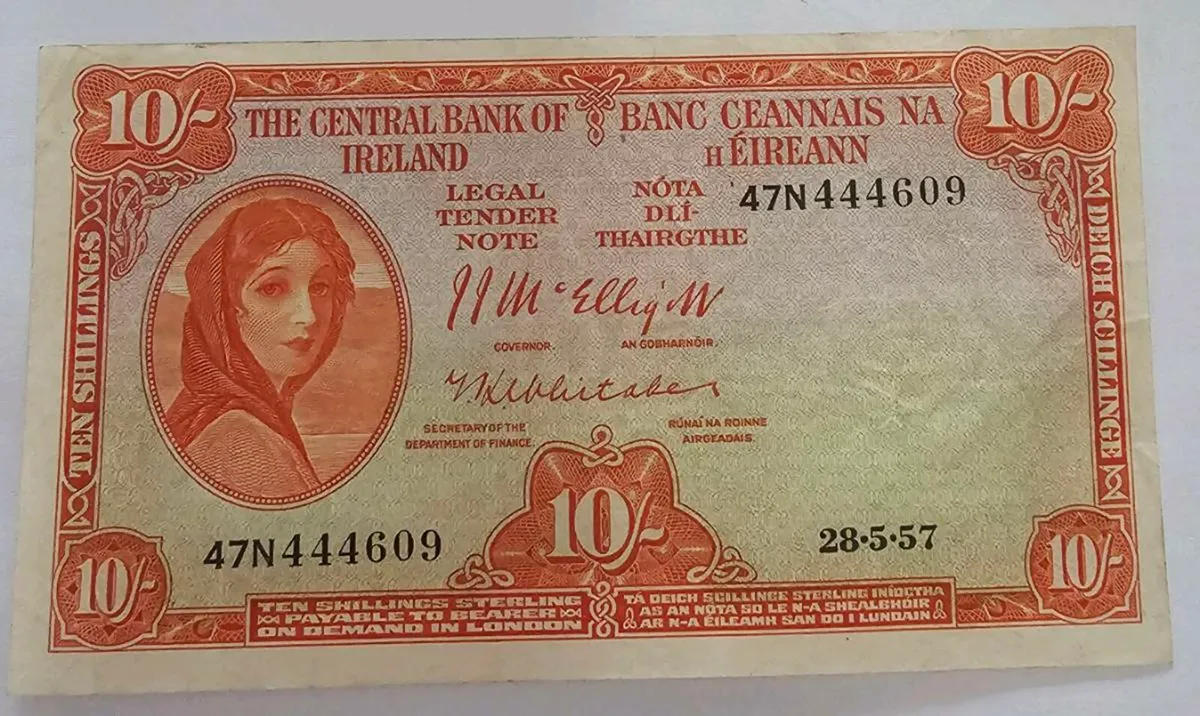 10/-
THE CENTRAL BANK OF
IRELAND
BANC CEANNAIS NA
H ÉIREANN
10/-
LEGAL
TENDER
NOTE
NÓTA
DLÍ-
THAIRGTHE
47N444609
TEN SHILLINGS
DEICH SCILLINGE
J J McElligott
GOVERNOR. AN GOBHARNÓIR.
T K Whitaker
SECRETARY OF THE
DEPARTMENT OF FINANCE.
RÚNAÍ NA ROINNE
AIRGEADAIS.
47N444609
10/-
28·5·57
10/-
TEN SHILLINGS STERLING
PAYABLE TO BEARER
ON DEMAND IN LONDON
TÁ DEICH SCILLINGE STERLING INÍOCTHA
AS AN NÓTA SO LE N-A SHEALBHÓIR
AR N-A ÉILEAMH SAN DO I LUNDAIN
10/-